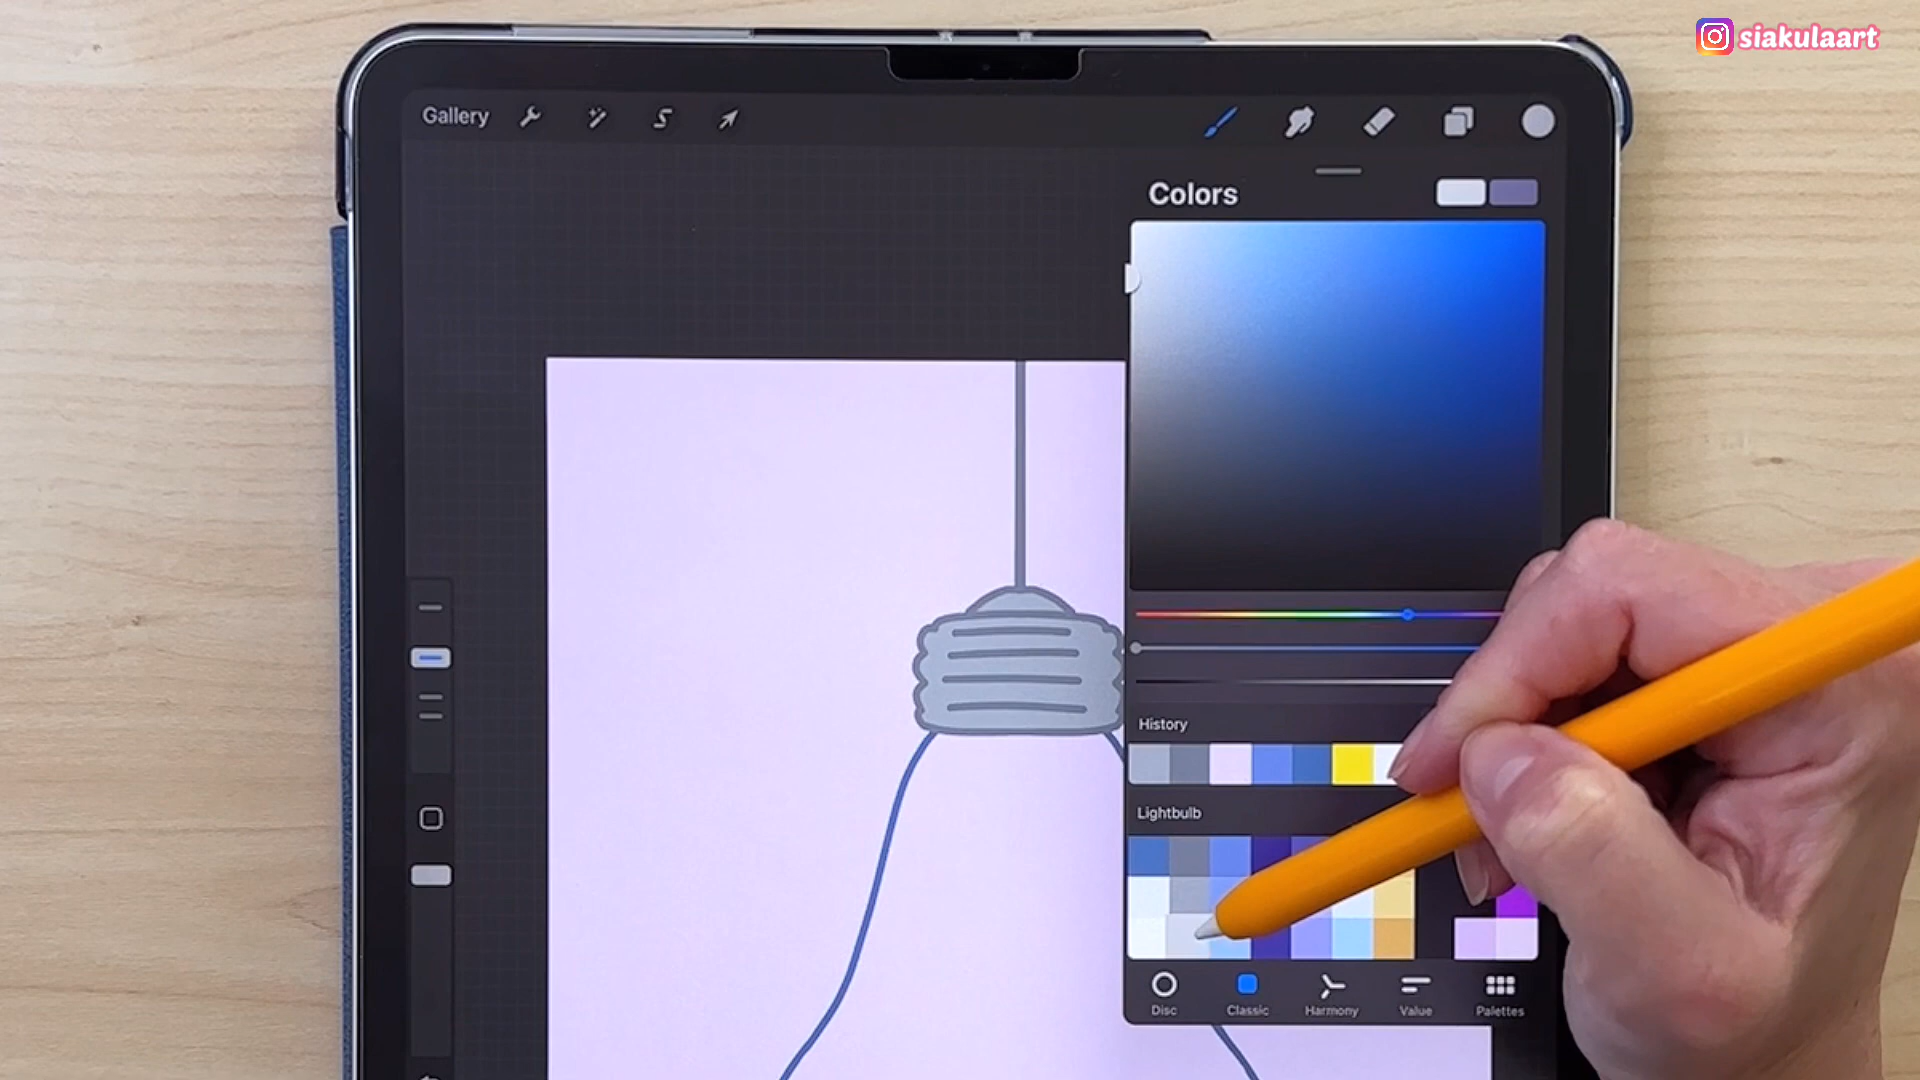 siakulaart
Gallery
Colors
History
Lightbulb
Disc
Classic
Harmony
Value
Palettes